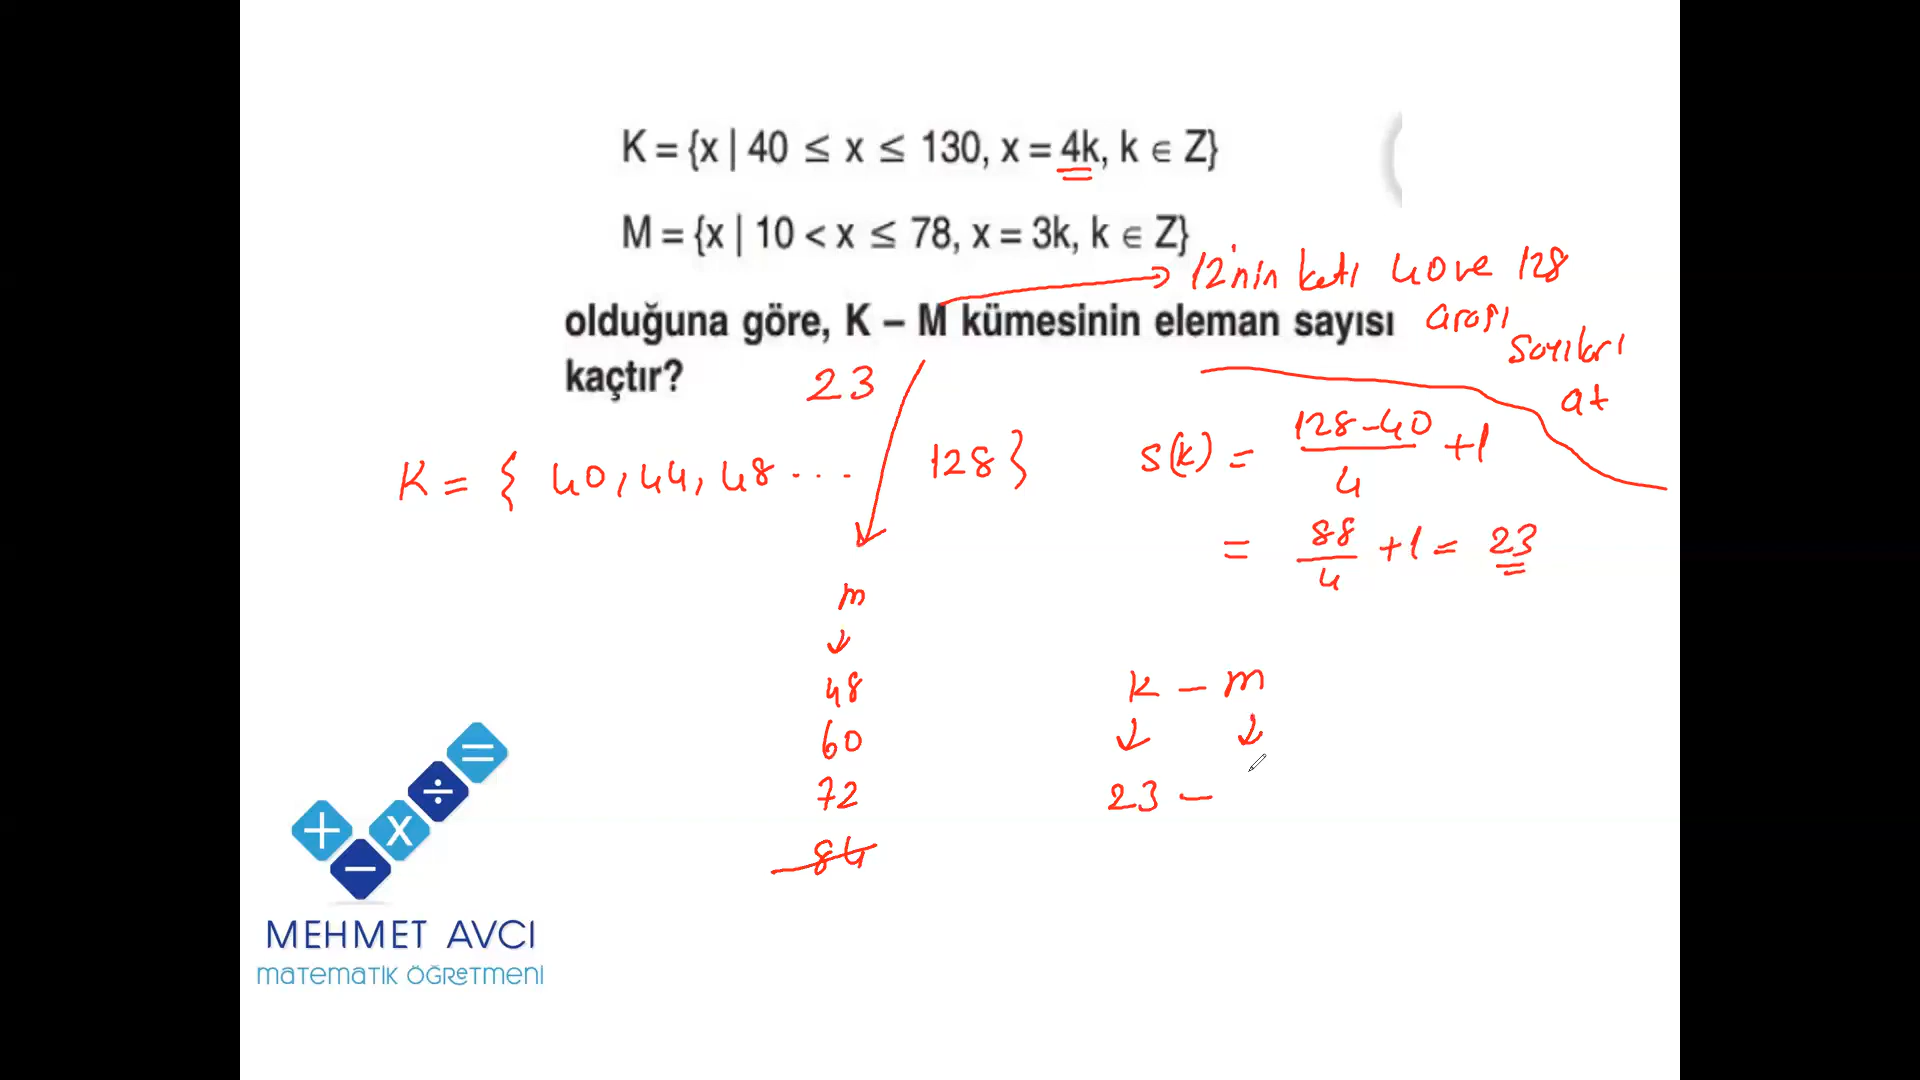 K = {x | 40 ≤ x ≤ 130, x = 4k, k ∈ Z}
M = {x | 10 < x ≤ 78, x = 3k, k ∈ Z}
12'nin katı 40 ve 128
arası
sayıları
at
olduğuna göre, K – M kümesinin eleman sayısı
kaçtır?
23
K = { 40, 44, 48 ... 128}
s(k) = 128-40/4 +1
= 88/4 +1 = 23
m
48
60
72
84
k – m
23 –
+ - x ÷ =
MEHMET AVCI
matematik öğretmeni